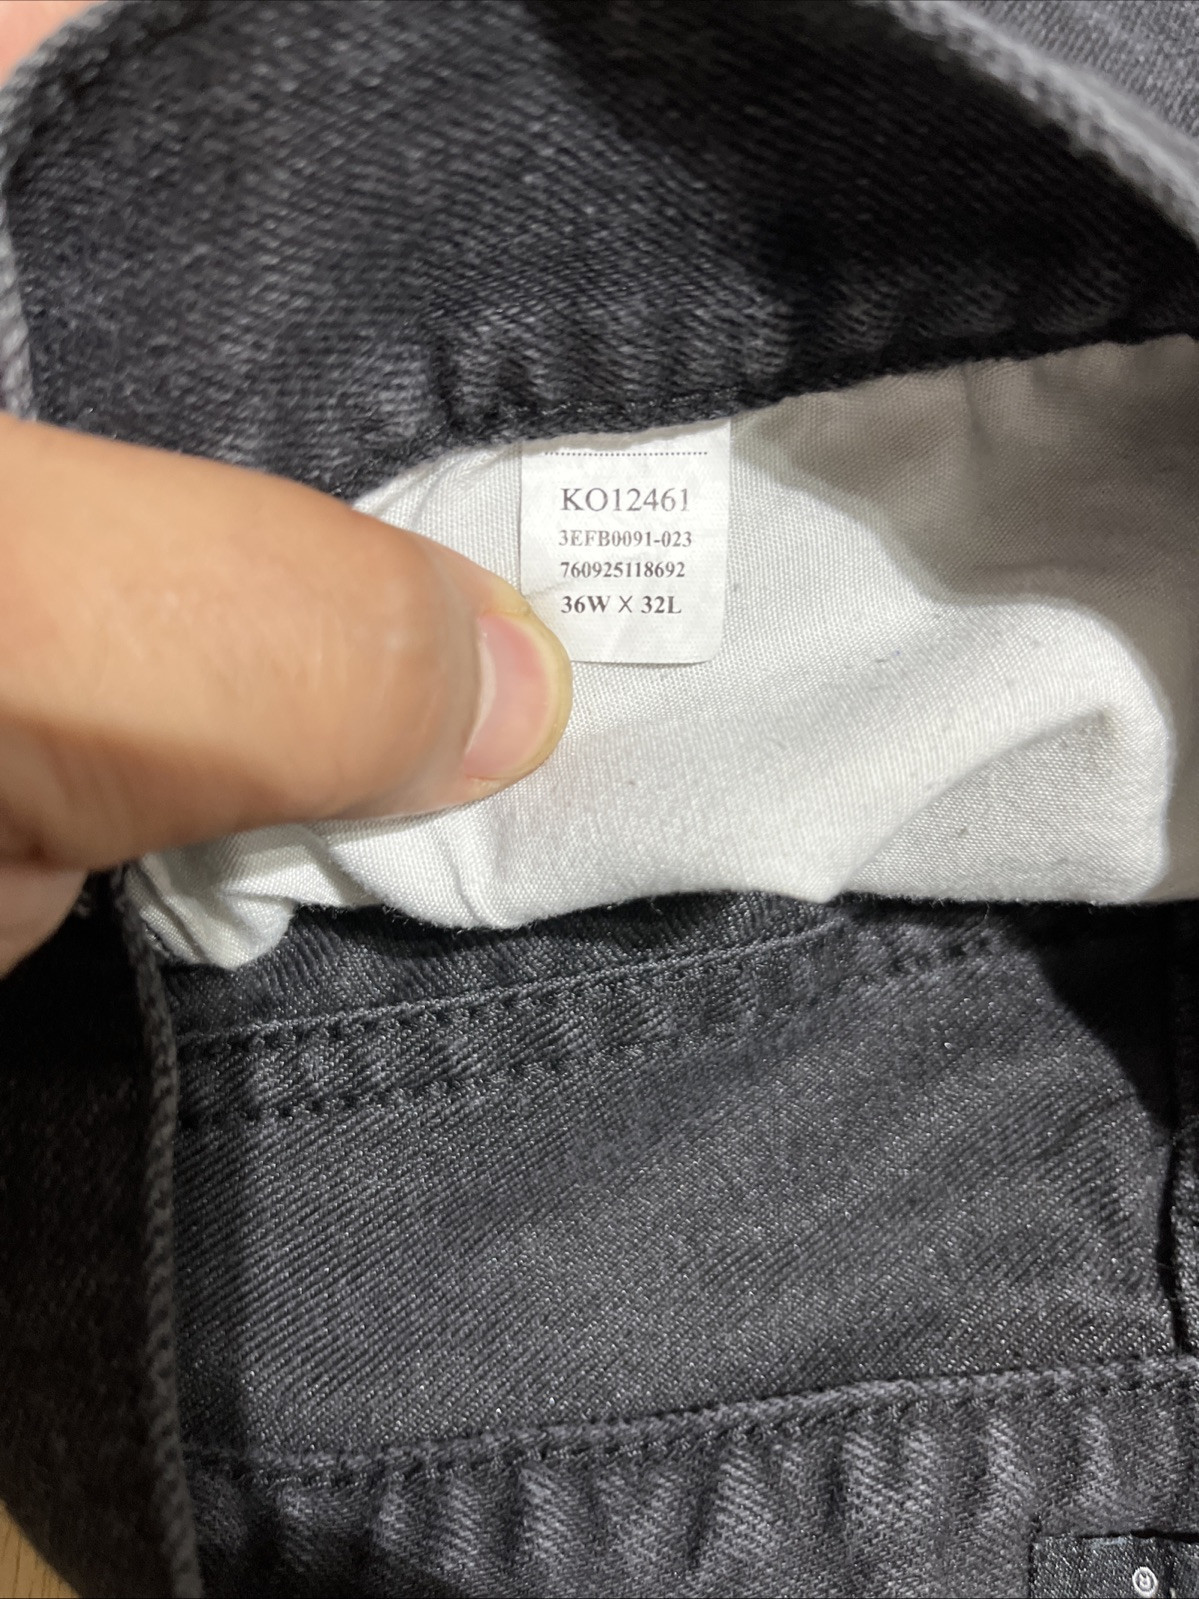 KO12461
3EFB0091-023
760925118692
36W X 32L
®